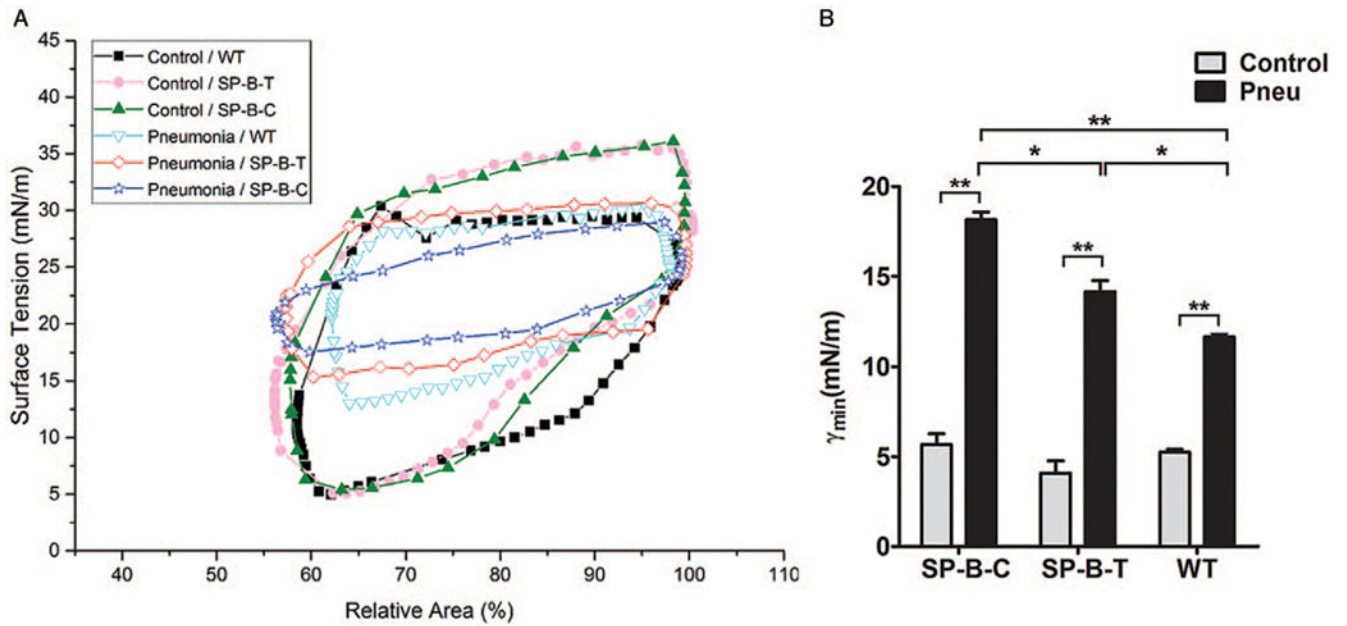 A
Surface Tension (mN/m)
45
40
35
30
25
20
15
10
5
0
Control / WT
Control / SP-B-T
Control / SP-B-C
Pneumonia / WT
Pneumonia / SP-B-T
Pneumonia / SP-B-C
40 50 60 70 80 90 100 110
Relative Area (%)
B
Control
Pneu
**
* *
** ** **
γmin(mN/m)
20
15
10
5
0
SP-B-C SP-B-T WT